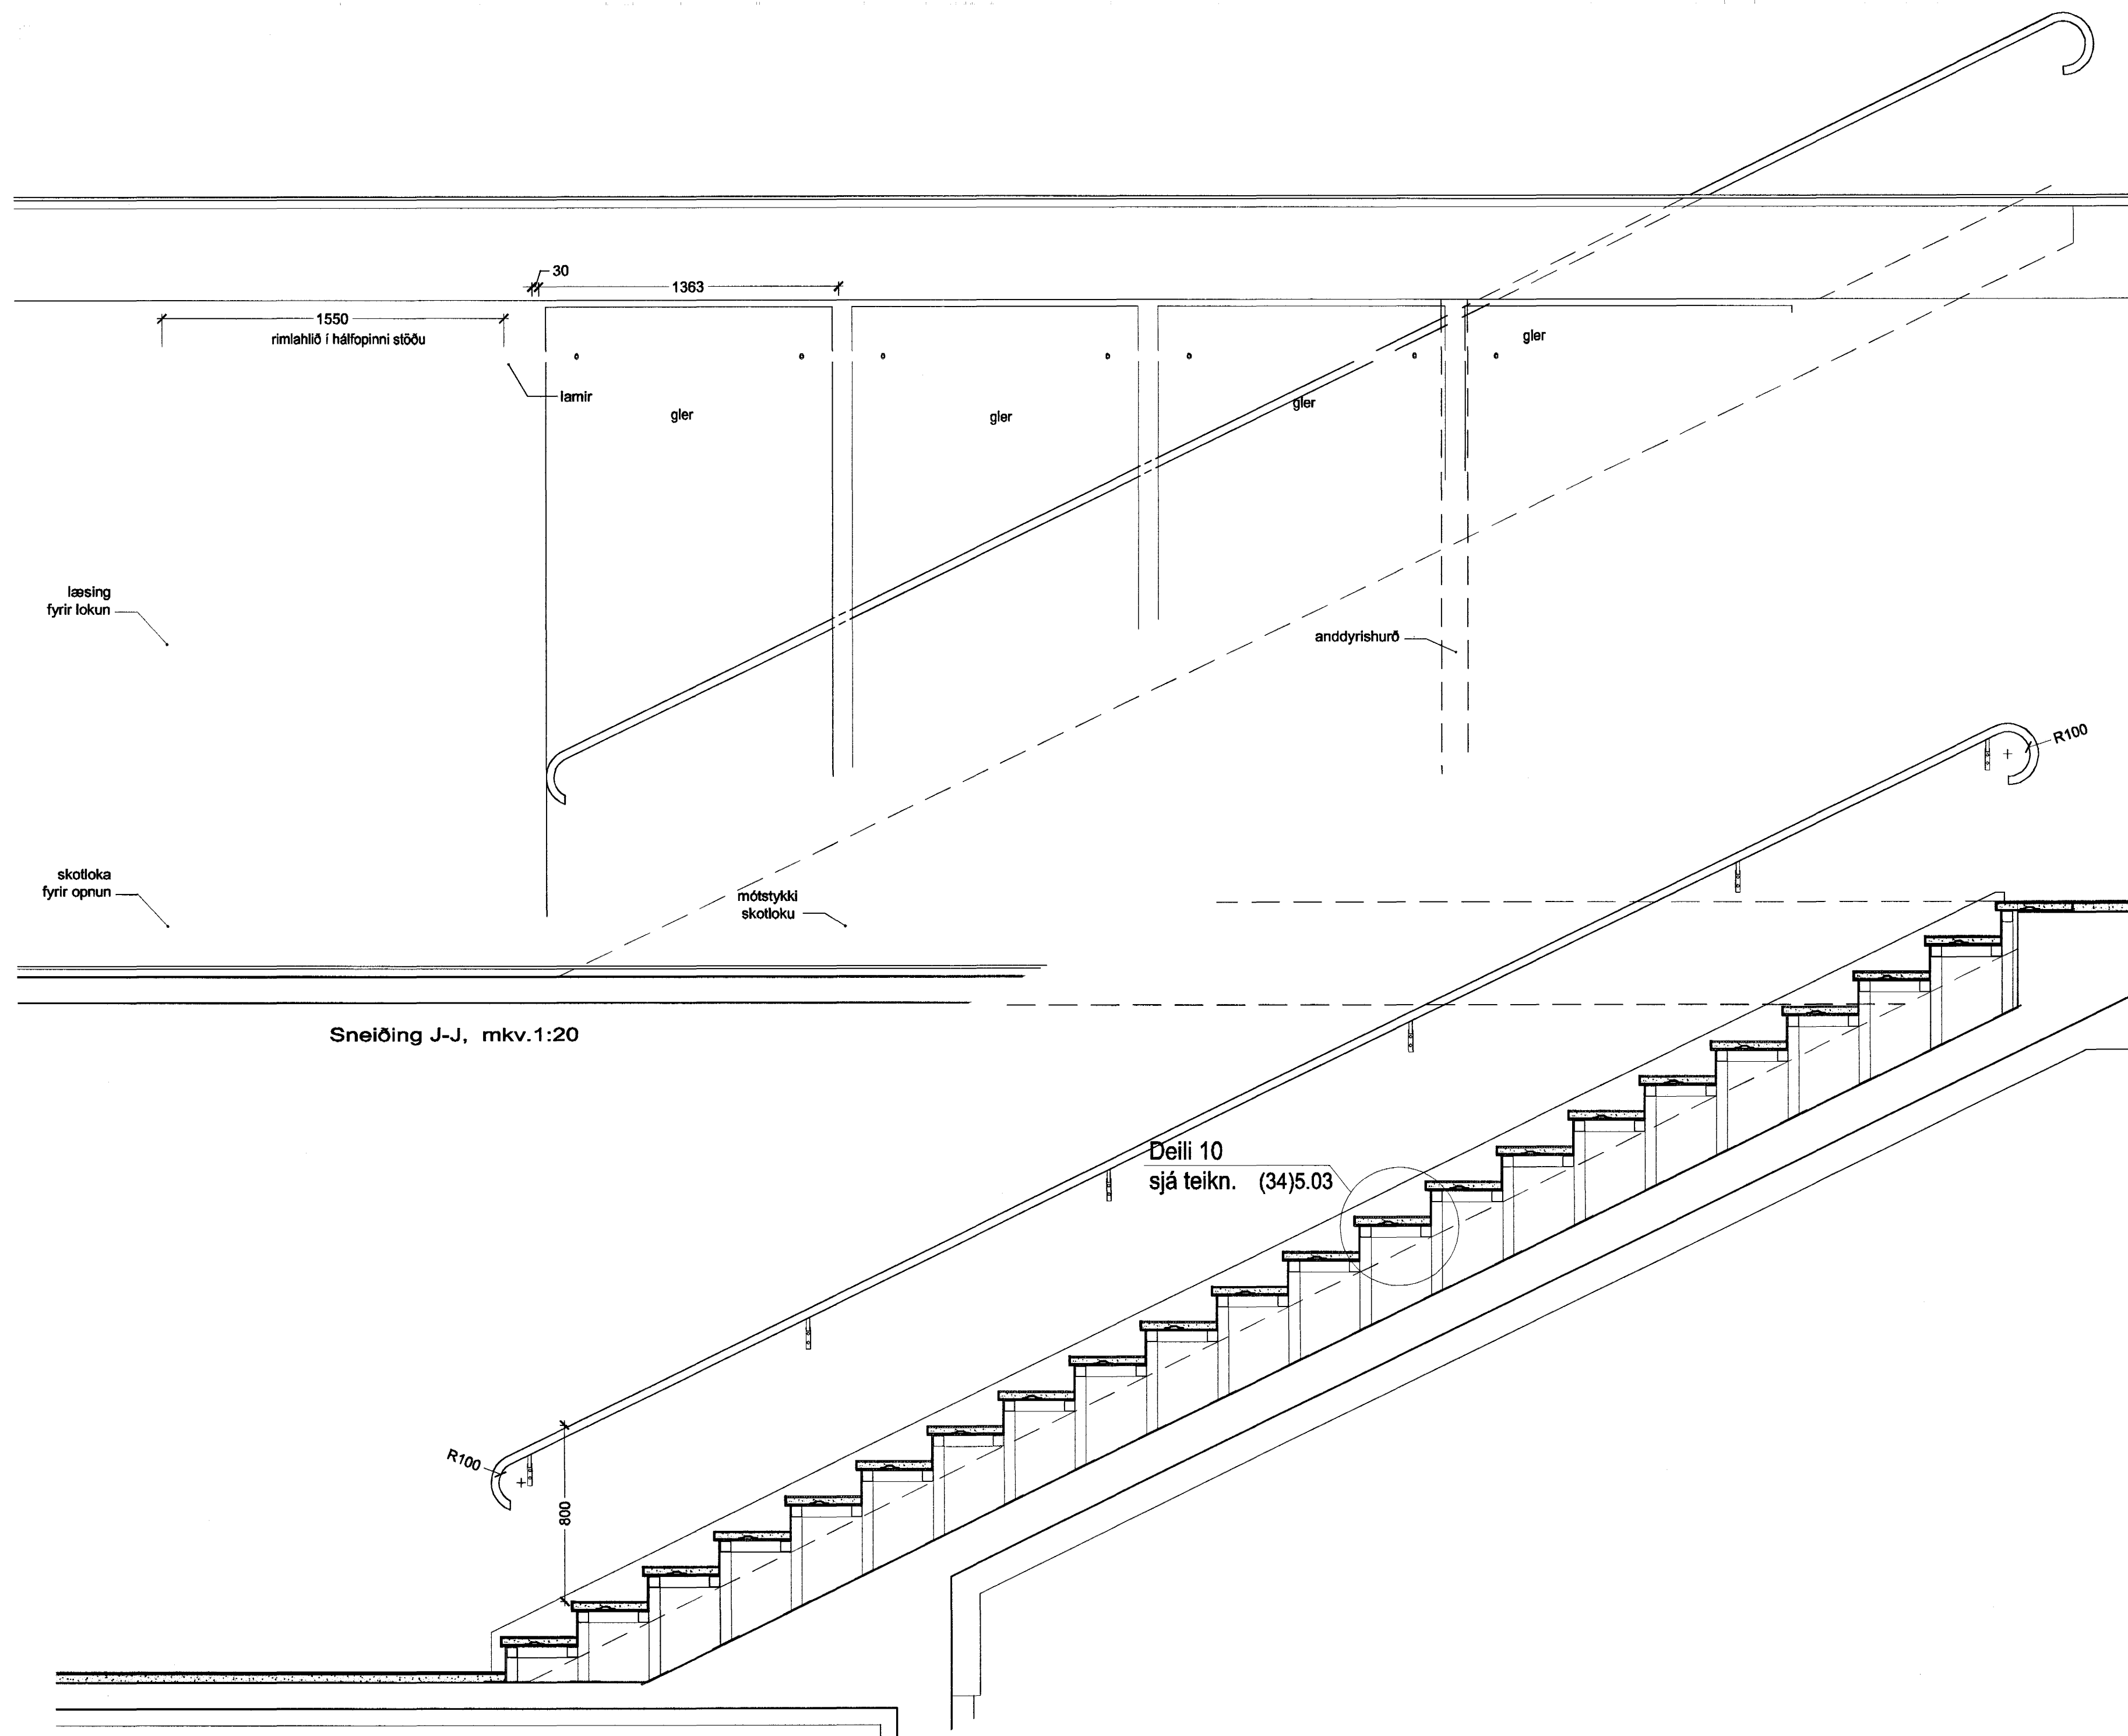 30
1363
1550
rimlahlið í hálfopinni stöðu
gler
lamir
gler
gler
gler
læsing
fyrir lokun
anddyrishurð
R100
skotloka
fyrir opnun
mótstykki
skotloku
Sneiðing J-J, mkv.1:20
Deili 10
sjá teikn. (34)5.03
R100
800